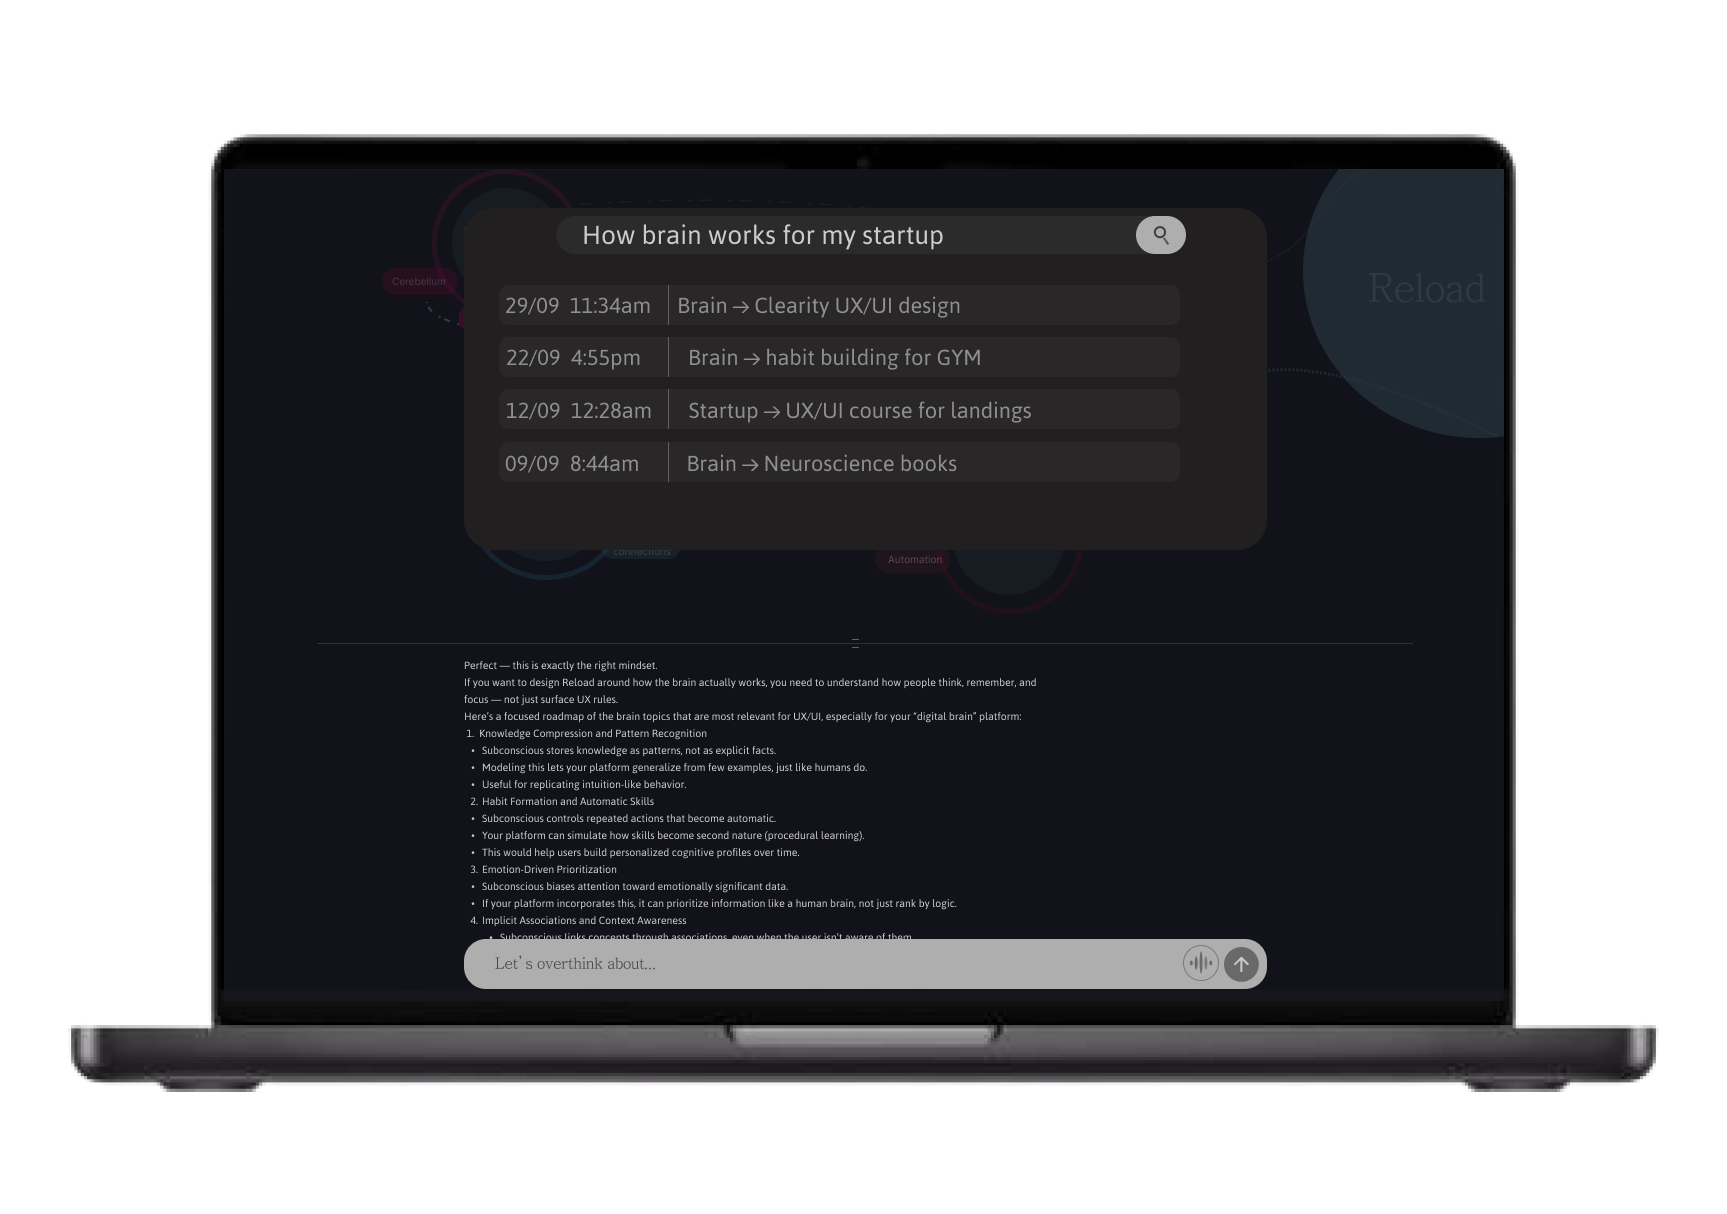 How brain works for my startup
29/09 11:34am Brain → Clearity UX/UI design
22/09 4:55pm Brain → habit building for GYM
12/09 12:28am Startup → UX/UI course for landings
09/09 8:44am Brain → Neuroscience books
Cerebellum
Reload
connections
Automation
Perfect — this is exactly the right mindset.
If you want to design Reload around how the brain actually works, you need to understand how people think, remember, and
focus — not just surface UX rules.
Here's a focused roadmap of the brain topics that are most relevant for UX/UI, especially for your “digital brain” platform:
1. Knowledge Compression and Pattern Recognition
• Subconscious stores knowledge as patterns, not as explicit facts.
• Modeling this lets your platform generalize from few examples, just like humans do.
• Useful for replicating intuition-like behavior.
2. Habit Formation and Automatic Skills
• Subconscious controls repeated actions that become automatic.
• Your platform can simulate how skills become second nature (procedural learning).
• This would help users build personalized cognitive profiles over time.
3. Emotion-Driven Prioritization
• Subconscious biases attention toward emotionally significant data.
• If your platform incorporates this, it can prioritize information like a human brain, not just rank by logic.
4. Implicit Associations and Context Awareness
• Subconscious links concepts through associations, even when the user isn't aware of them.
Let's overthink about...